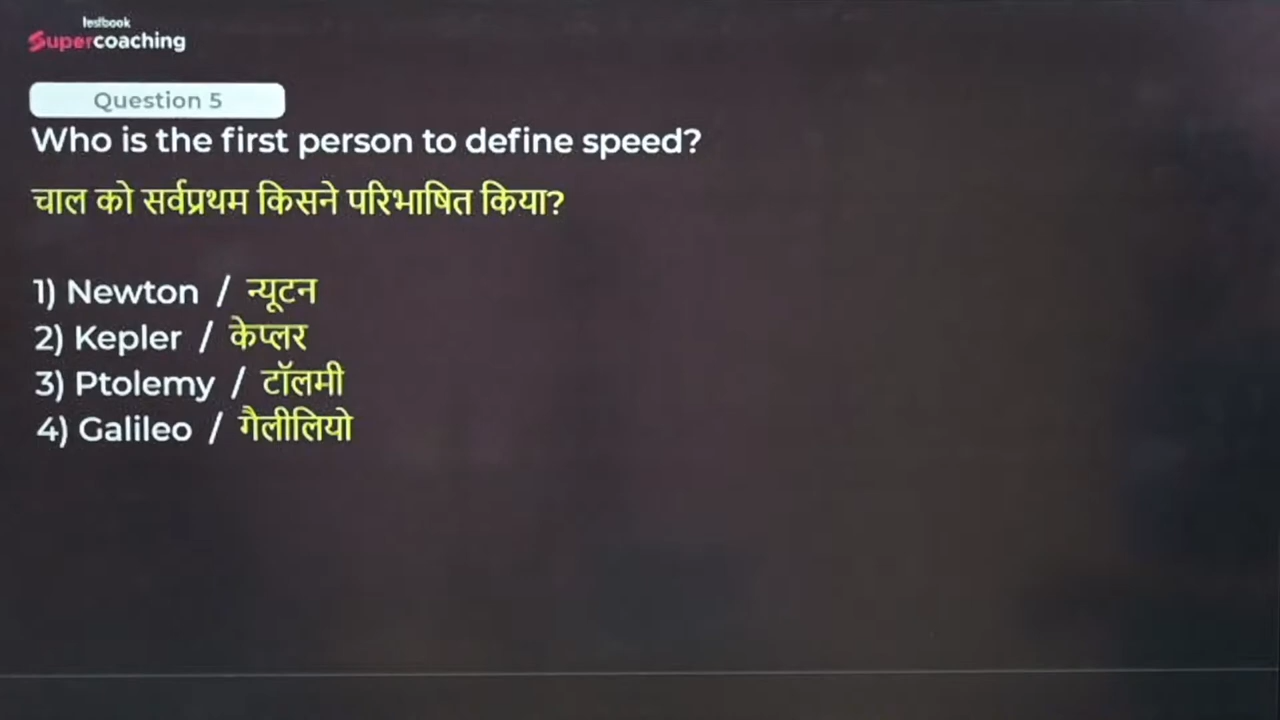 testbook
Supercoaching
Question 5
Who is the first person to define speed?
चाल को सर्वप्रथम किसने परिभाषित किया?
1) Newton / न्यूटन
2) Kepler / केप्लर
3) Ptolemy / टॉलमी
4) Galileo / गैलीलियो